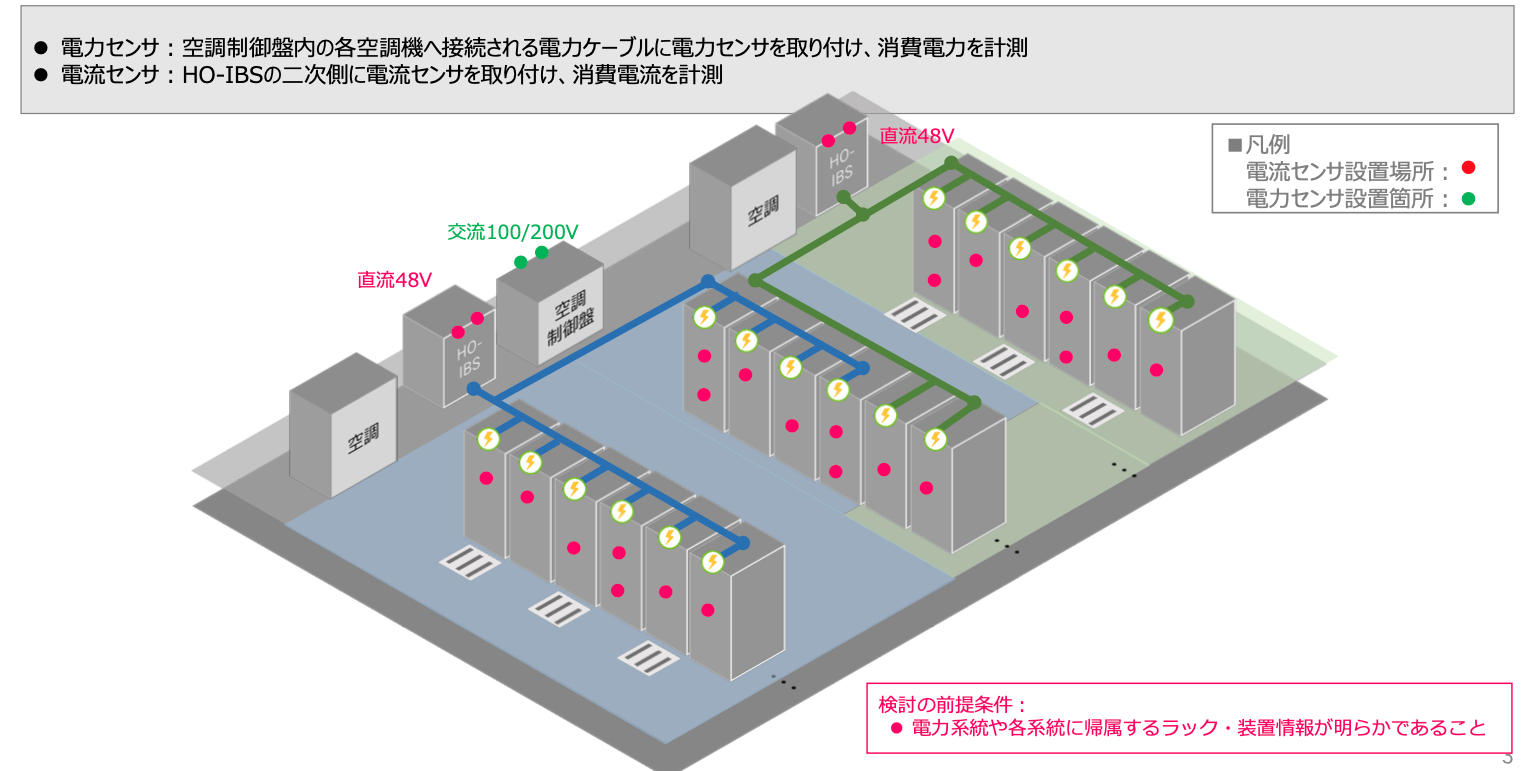 ● 電力センサ：空調制御盤内の各空調機へ接続される電力ケーブルに電力センサを取り付け、消費電力を計測
● 電流センサ：HO-IBSの二次側に電流センサを取り付け、消費電流を計測
直流48V
HO-
IBS
空調
■凡例
電流センサ設置場所：●
電力センサ設置箇所：●
交流100/200V
直流48V
空調
制御盤
HO-
IBS
空調
検討の前提条件：
● 電力系統や各系統に帰属するラック・装置情報が明らかであること
3